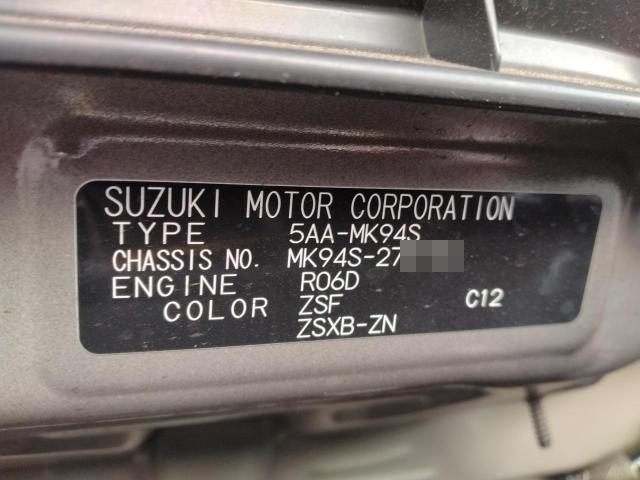 SUZUKI MOTOR CORPORATION
TYPE 5AA-MK94S
CHASSIS NO. MK94S-27
ENGINE R06D
COLOR ZSF C12
ZSXB-ZN